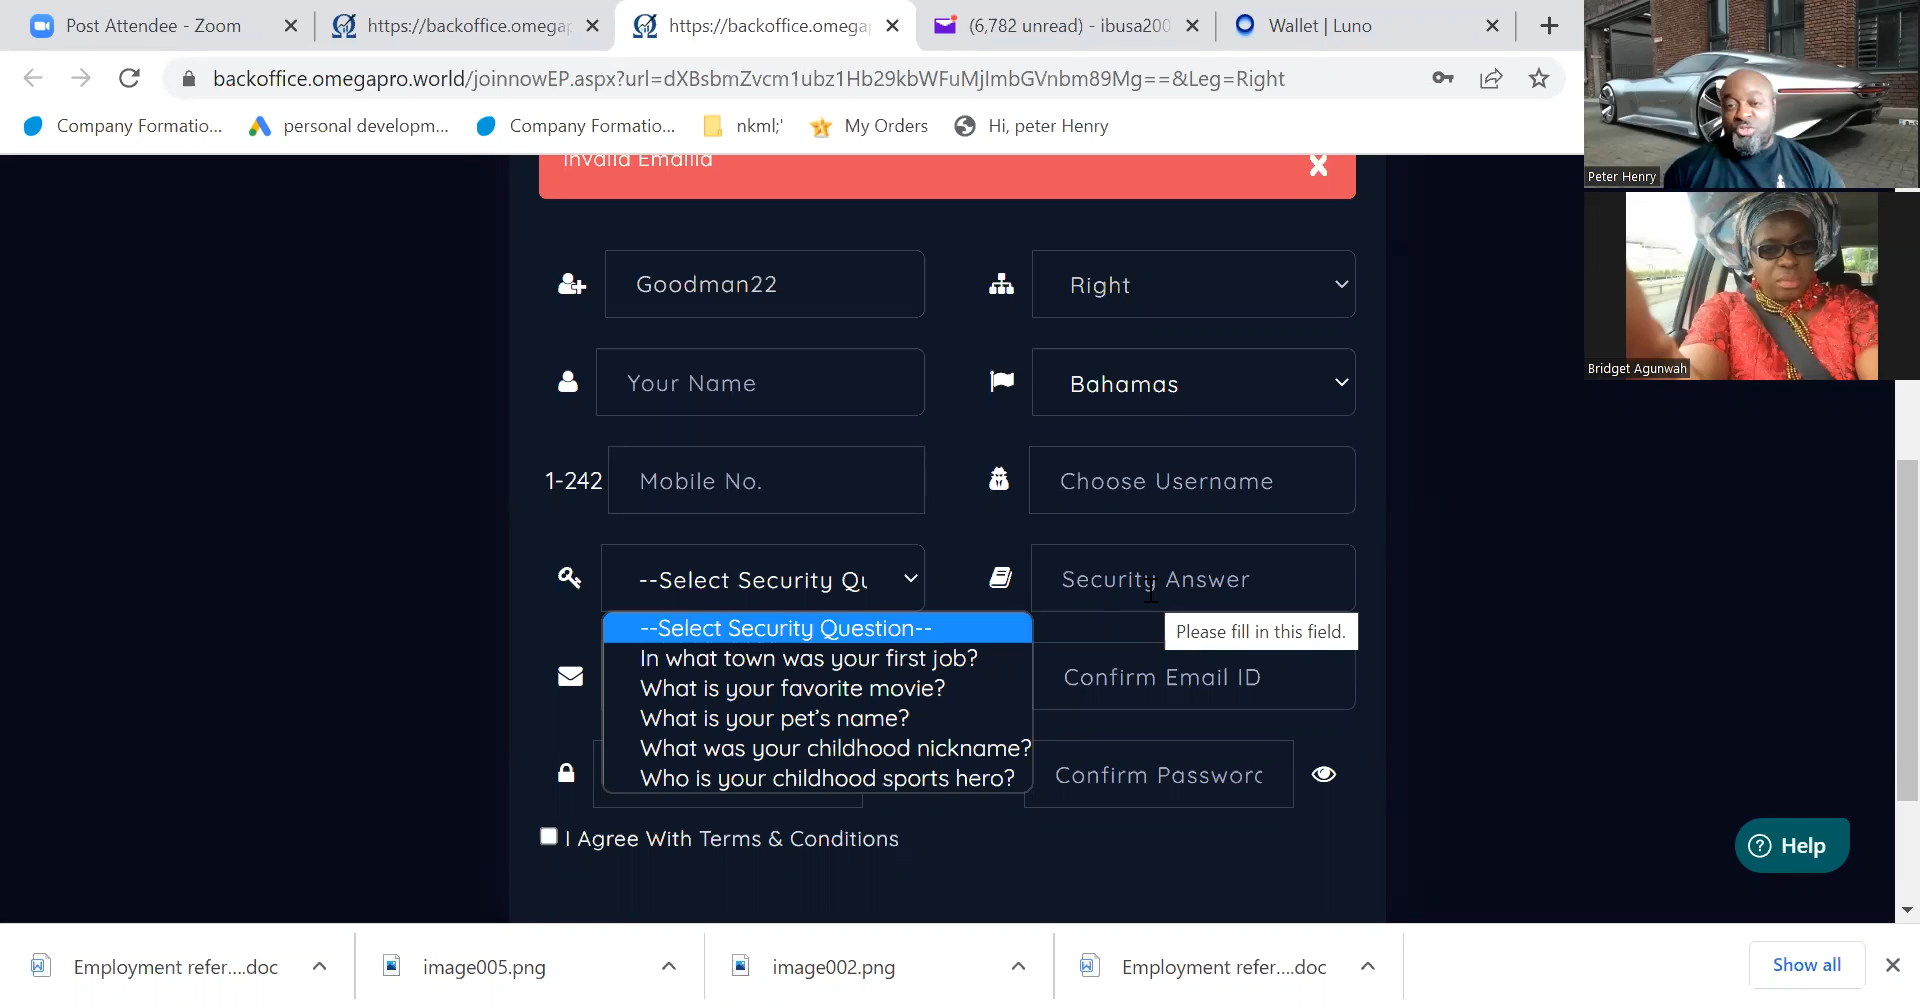 Post Attendee - Zoom
https://backoffice.omegap
https://backoffice.omega
(6,782 unread) - ibusa200
Wallet | Luno
backoffice.omegapro.world/joinnowEP.aspx?url=dXBsbmZvcm1ubz1Hb29kbWFuMjImbGVnbm89Mg==&Leg=Right
Company Formatio...
personal developm...
Company Formatio...
nkml;'
My Orders
Hi, peter Henry
Peter Henry
Bridget Agunwah
Invalid Emailid
Goodman22
Right
Your Name
Bahamas
1-242
Mobile No.
Choose Username
--Select Security Qu
Security Answer
--Select Security Question--
Please fill in this field.
In what town was your first job?
What is your favorite movie?
Confirm Email ID
What is your pet’s name?
What was your childhood nickname?
Who is your childhood sports hero?
Confirm Password
I Agree With Terms & Conditions
? Help
Employment refer....doc
image005.png
image002.png
Employment refer....doc
Show all